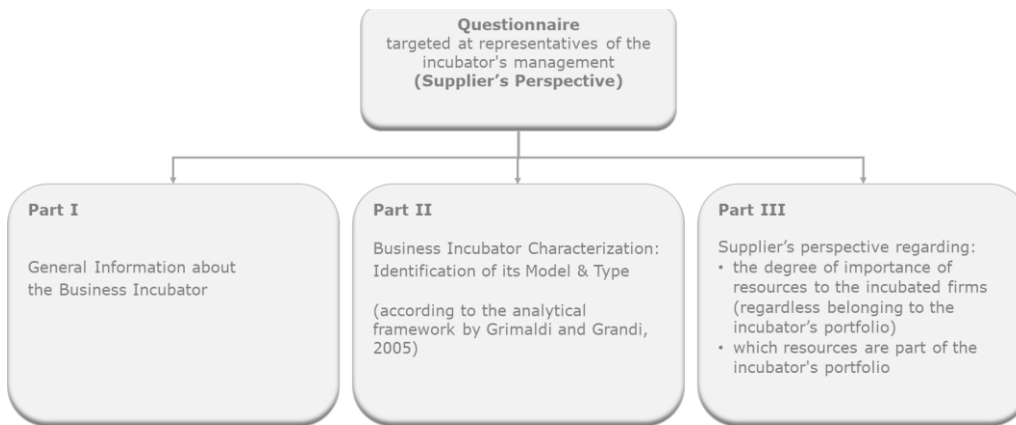 Questionnaire
targeted at representatives of the
incubator's management
(Supplier's Perspective)
Part I
General Information about
the Business Incubator
Part II
Business Incubator Characterization:
Identification of its Model & Type
(according to the analytical
framework by Grimaldi and Grandi,
2005)
Part III
Supplier's perspective regarding:
• the degree of importance of
resources to the incubated firms
(regardless belonging to the
incubator's portfolio)
• which resources are part of the
incubator's portfolio